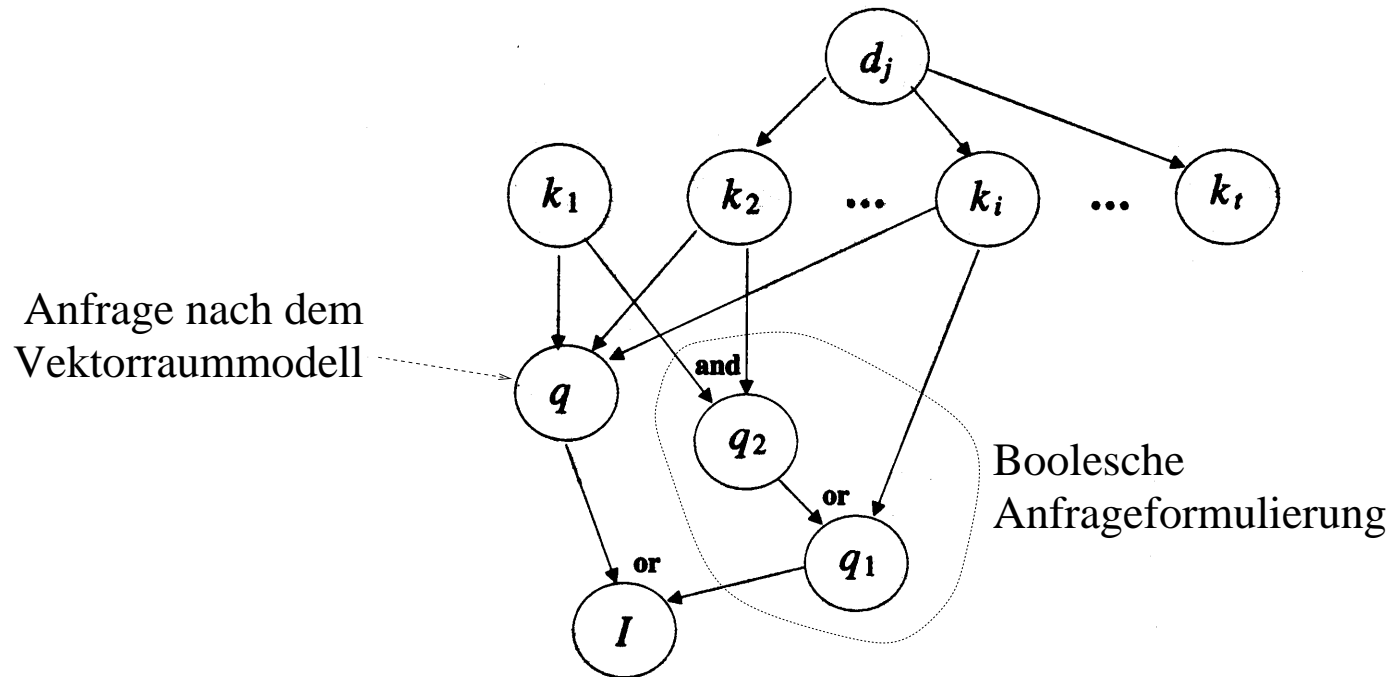 d_j
k_1 k_2 ... k_i ... k_t
Anfrage nach dem
Vektorraummodell
and
q
q_2
Boolesche
or
Anfrageformulierung
q_1
or
I